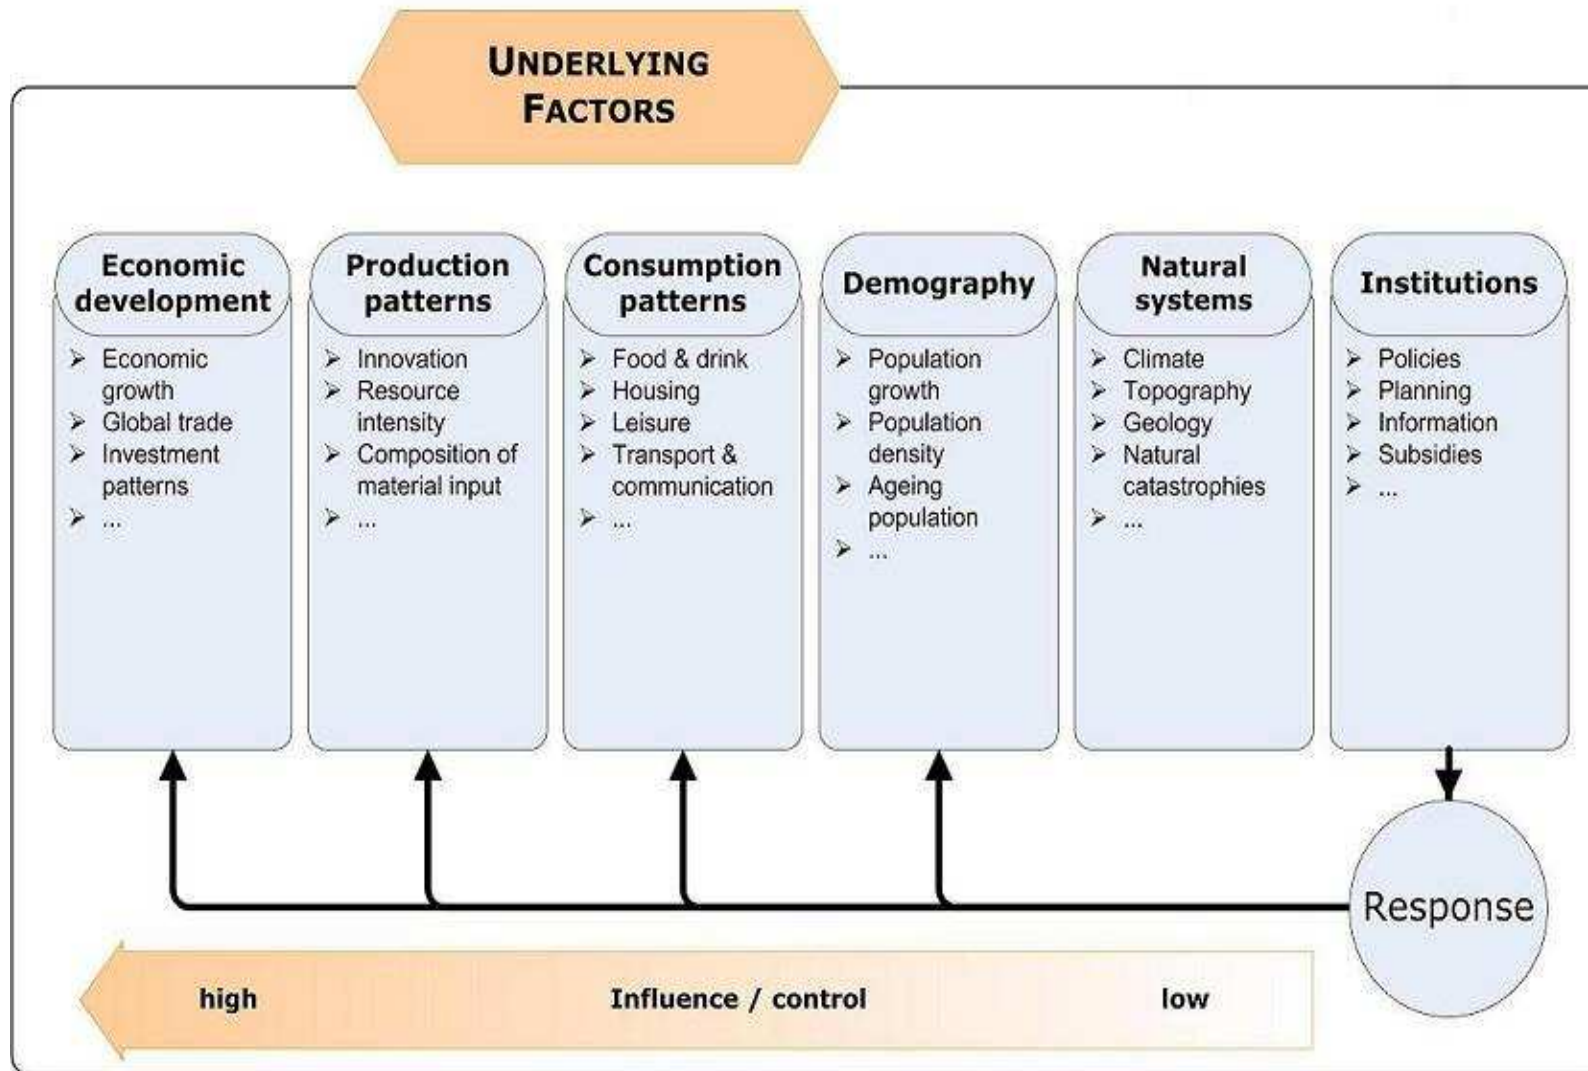 UNDERLYING
FACTORS
Economic
development
➢ Economic
growth
➢ Global trade
➢ Investment
patterns
➢ ...
Production
patterns
➢ Innovation
➢ Resource
intensity
➢ Composition of
material input
➢ ...
Consumption
patterns
➢ Food & drink
➢ Housing
➢ Leisure
➢ Transport &
communication
➢ ...
Demography
➢ Population
growth
➢ Population
density
➢ Ageing
population
➢ ...
Natural
systems
➢ Climate
➢ Topography
➢ Geology
➢ Natural
catastrophies
➢ ...
Institutions
➢ Policies
➢ Planning
➢ Information
➢ Subsidies
➢ ...
Response
high Influence / control low